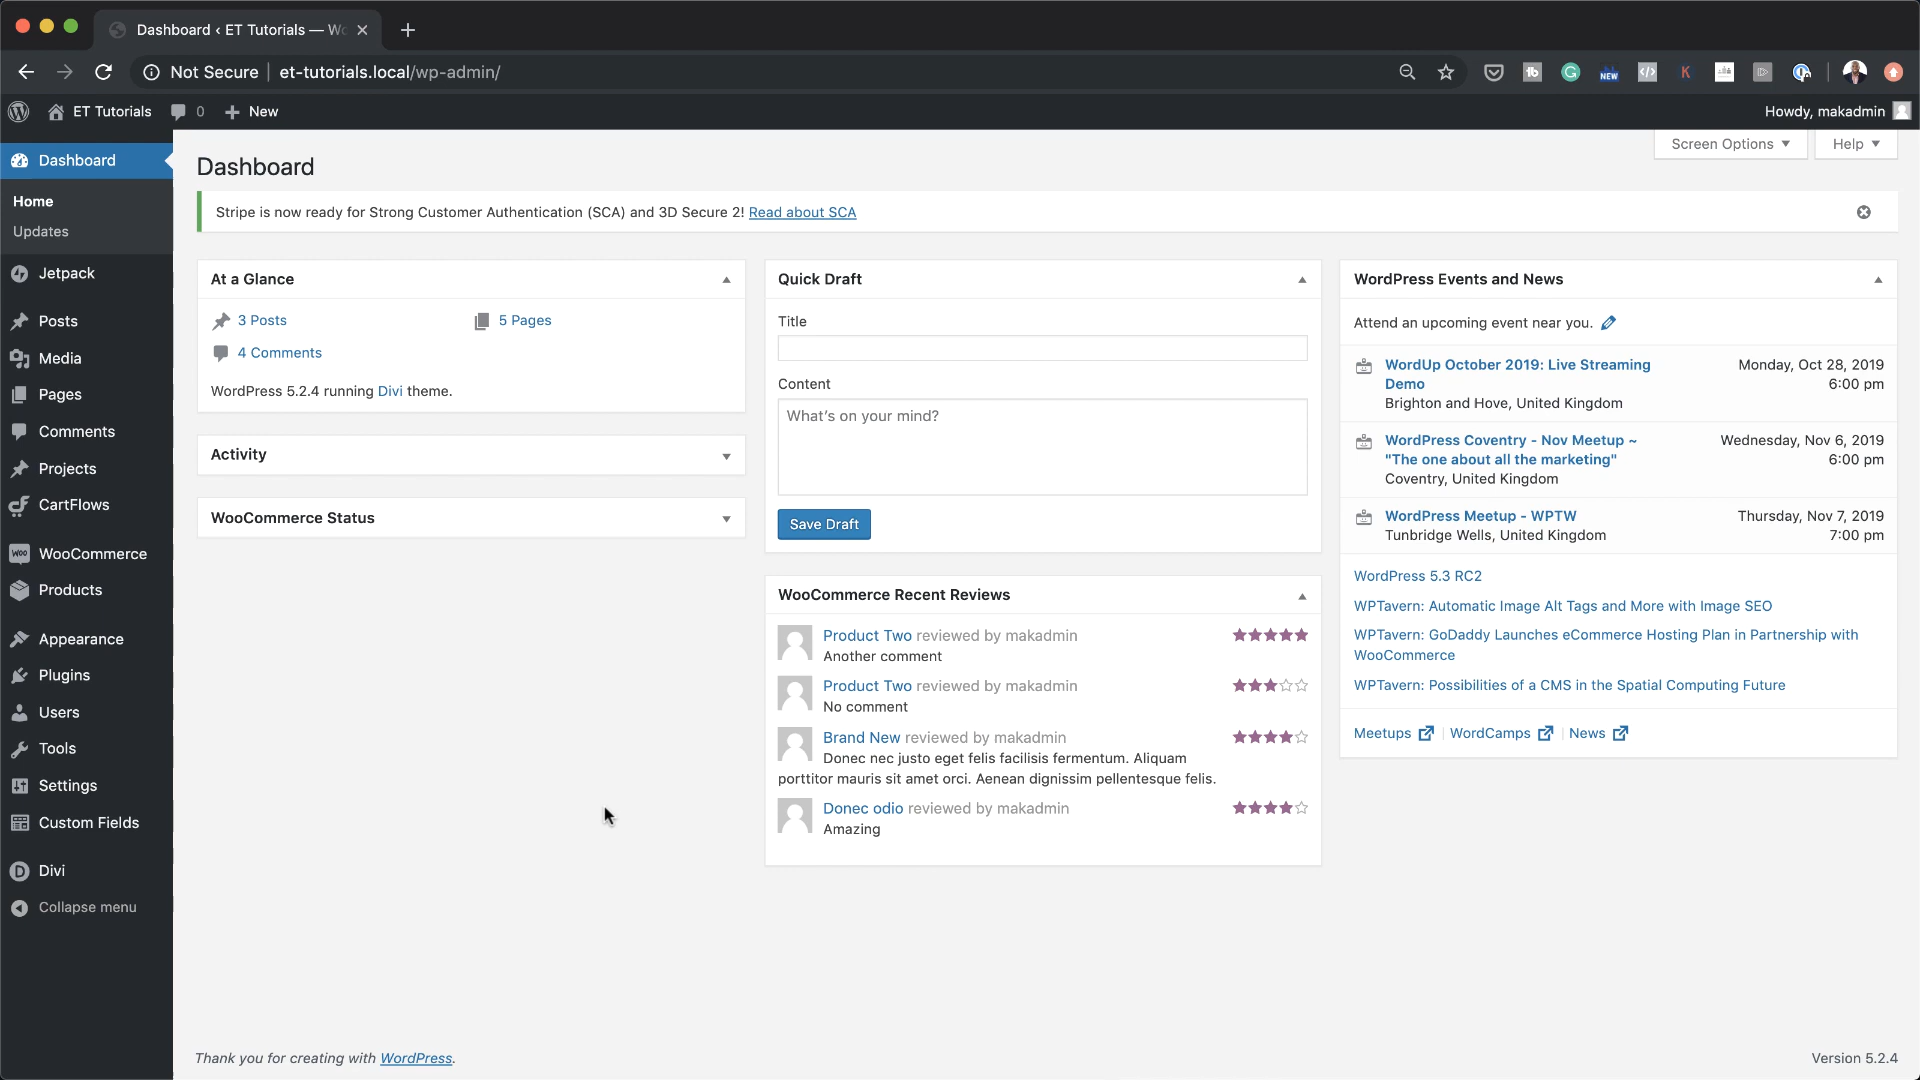 Dashboard ‹ ET Tutorials — Wo
Not Secure | et-tutorials.local/wp-admin/
NEW
ET Tutorials
0
New
Howdy, makadmin
Dashboard
Home
Updates
Jetpack
Posts
Media
Pages
Comments
Projects
CartFlows
WooCommerce
Products
Appearance
Plugins
Users
Tools
Settings
Custom Fields
Divi
Collapse menu
Screen Options
Help
Dashboard
Stripe is now ready for Strong Customer Authentication (SCA) and 3D Secure 2! Read about SCA
At a Glance
3 Posts
5 Pages
4 Comments
WordPress 5.2.4 running Divi theme.
Activity
WooCommerce Status
Quick Draft
Title
Content
What's on your mind?
Save Draft
WooCommerce Recent Reviews
Product Two reviewed by makadmin
Another comment
Product Two reviewed by makadmin
No comment
Brand New reviewed by makadmin
Donec nec justo eget felis facilisis fermentum. Aliquam
porttitor mauris sit amet orci. Aenean dignissim pellentesque felis.
Donec odio reviewed by makadmin
Amazing
WordPress Events and News
Attend an upcoming event near you.
WordUp October 2019: Live Streaming
Demo
Brighton and Hove, United Kingdom
Monday, Oct 28, 2019
6:00 pm
WordPress Coventry - Nov Meetup ~
"The one about all the marketing"
Coventry, United Kingdom
Wednesday, Nov 6, 2019
6:00 pm
WordPress Meetup - WPTW
Tunbridge Wells, United Kingdom
Thursday, Nov 7, 2019
7:00 pm
WordPress 5.3 RC2
WPTavern: Automatic Image Alt Tags and More with Image SEO
WPTavern: GoDaddy Launches eCommerce Hosting Plan in Partnership with
WooCommerce
WPTavern: Possibilities of a CMS in the Spatial Computing Future
Meetups | WordCamps | News
Thank you for creating with WordPress.
Version 5.2.4